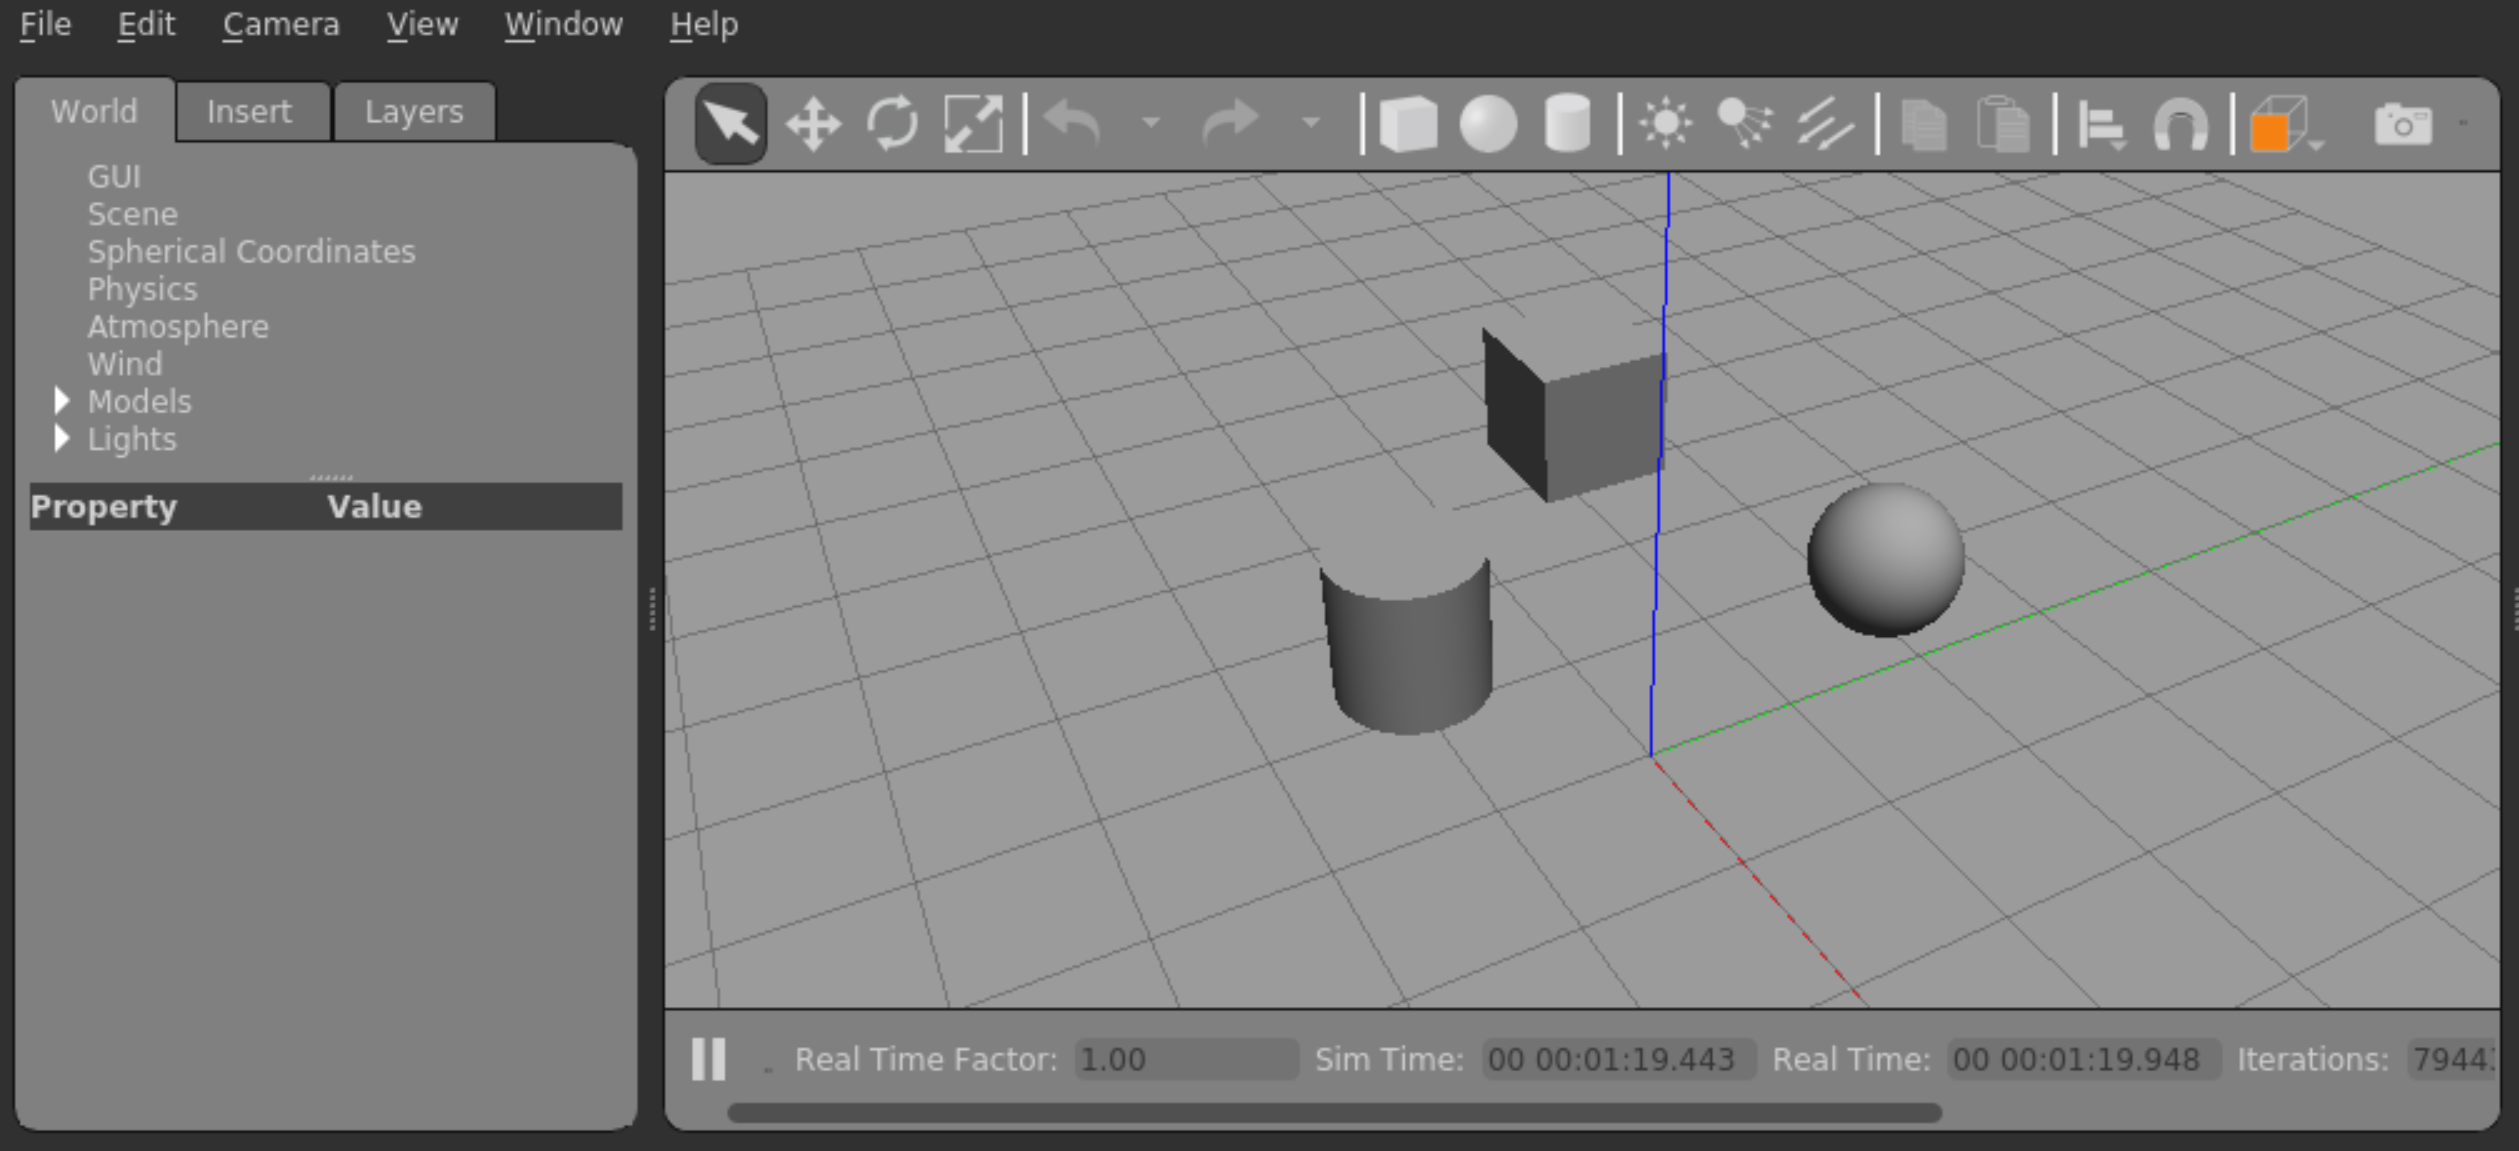 File Edit Camera View Window Help
World Insert Layers
GUI
Scene
Spherical Coordinates
Physics
Atmosphere
Wind
Models
Lights
Property Value
Real Time Factor: 1.00 Sim Time: 00 00:01:19.443 Real Time: 00 00:01:19.948 Iterations: 7944